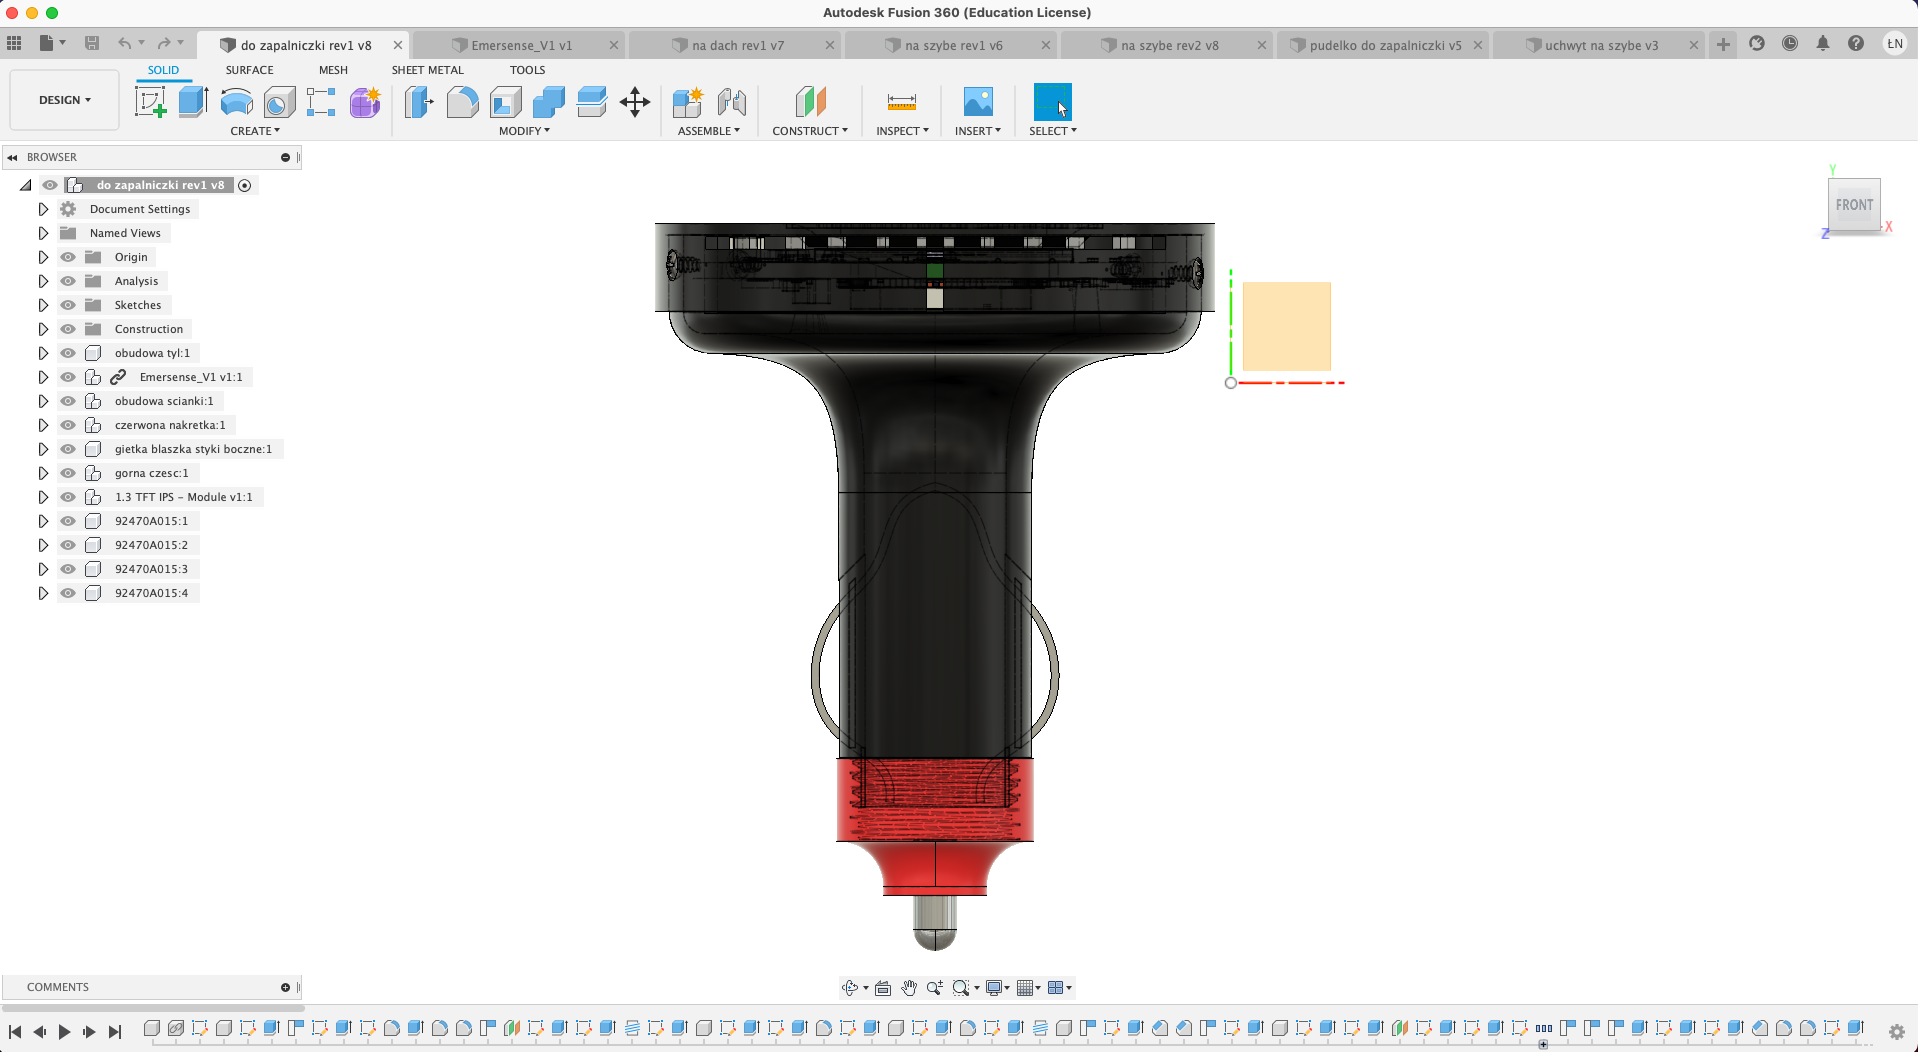 Autodesk Fusion 360 (Education License)
do zapalniczki rev1 v8
Emersense_V1 v1
na dach rev1 v7
na szybe rev1 v6
na szybe rev2 v8
pudelko do zapalniczki v5
uchwyt na szybe v3
ŁN
SOLID
SURFACE
MESH
SHEET METAL
TOOLS
DESIGN
CREATE
MODIFY
ASSEMBLE
CONSTRUCT
INSPECT
INSERT
SELECT
BROWSER
do zapalniczki rev1 v8
Document Settings
Named Views
Origin
Analysis
Sketches
Construction
obudowa tyl:1
Emersense_V1 v1:1
obudowa scianki:1
czerwona nakretka:1
gietka blaszka styki boczne:1
gorna czesc:1
1.3 TFT IPS - Module v1:1
92470A015:1
92470A015:2
92470A015:3
92470A015:4
Y
FRONT
X
Z
COMMENTS